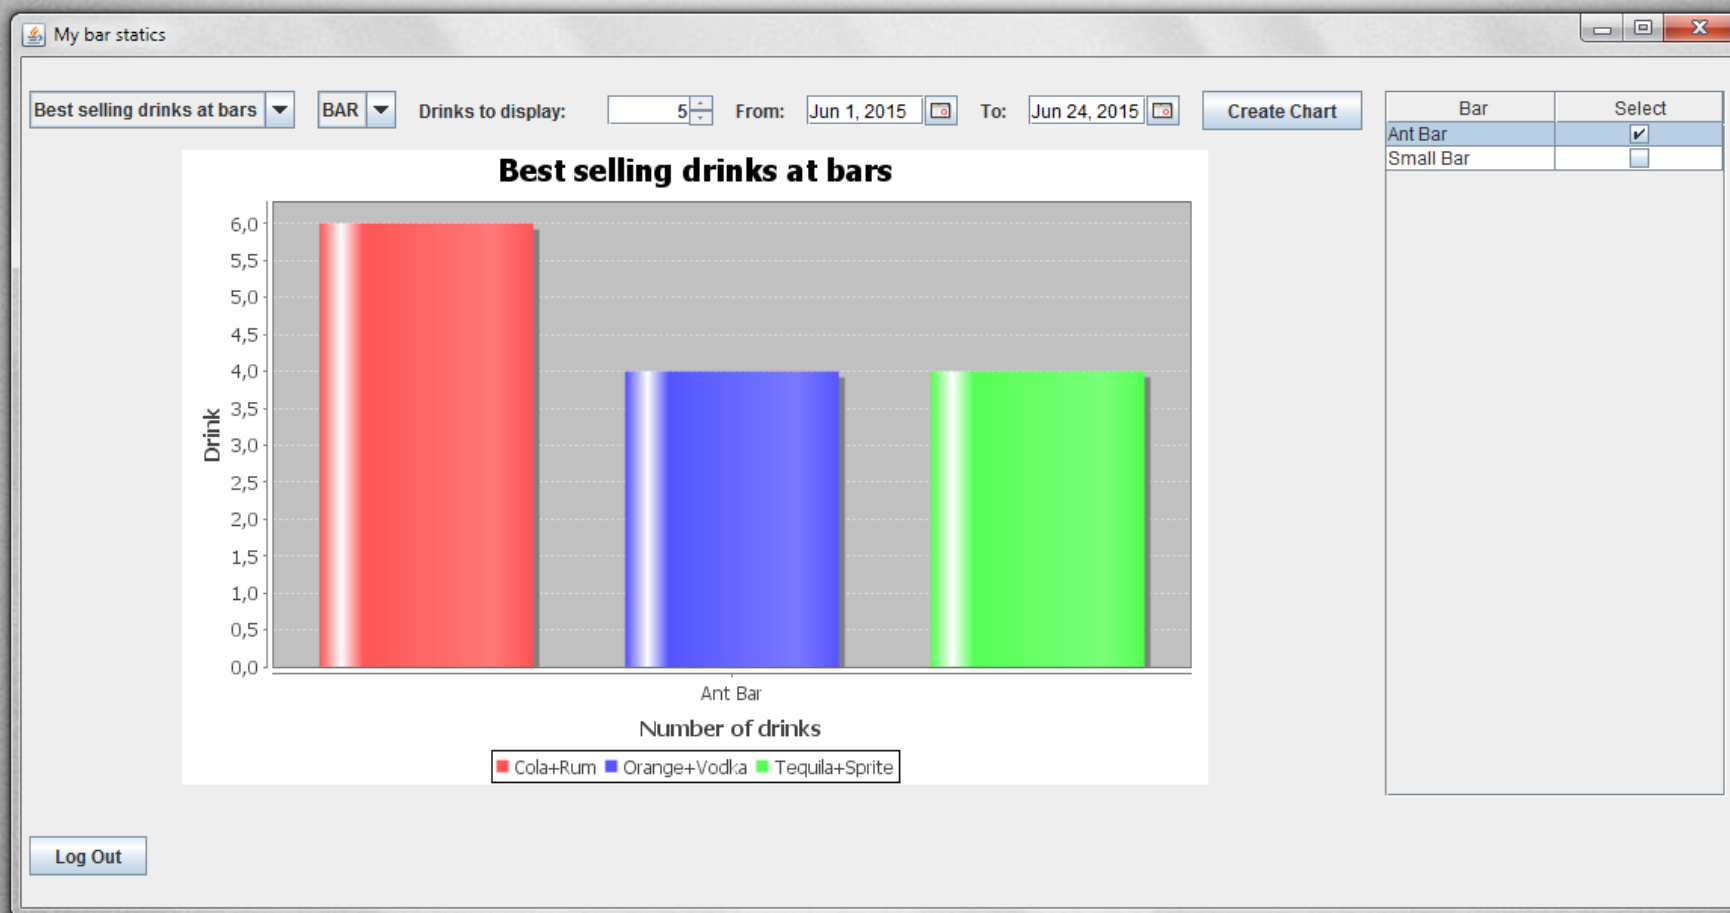 My bar statics
Best selling drinks at bars BAR Drinks to display: 5 From: Jun 1, 2015 To: Jun 24, 2015 Create Chart
Bar Select
Ant Bar
Small Bar
Best selling drinks at bars
6,0
5,5
5,0
4,5
4,0
3,5
3,0
2,5
2,0
1,5
1,0
0,5
0,0
Drink
Ant Bar
Number of drinks
Cola+Rum Orange+Vodka Tequila+Sprite
Log Out